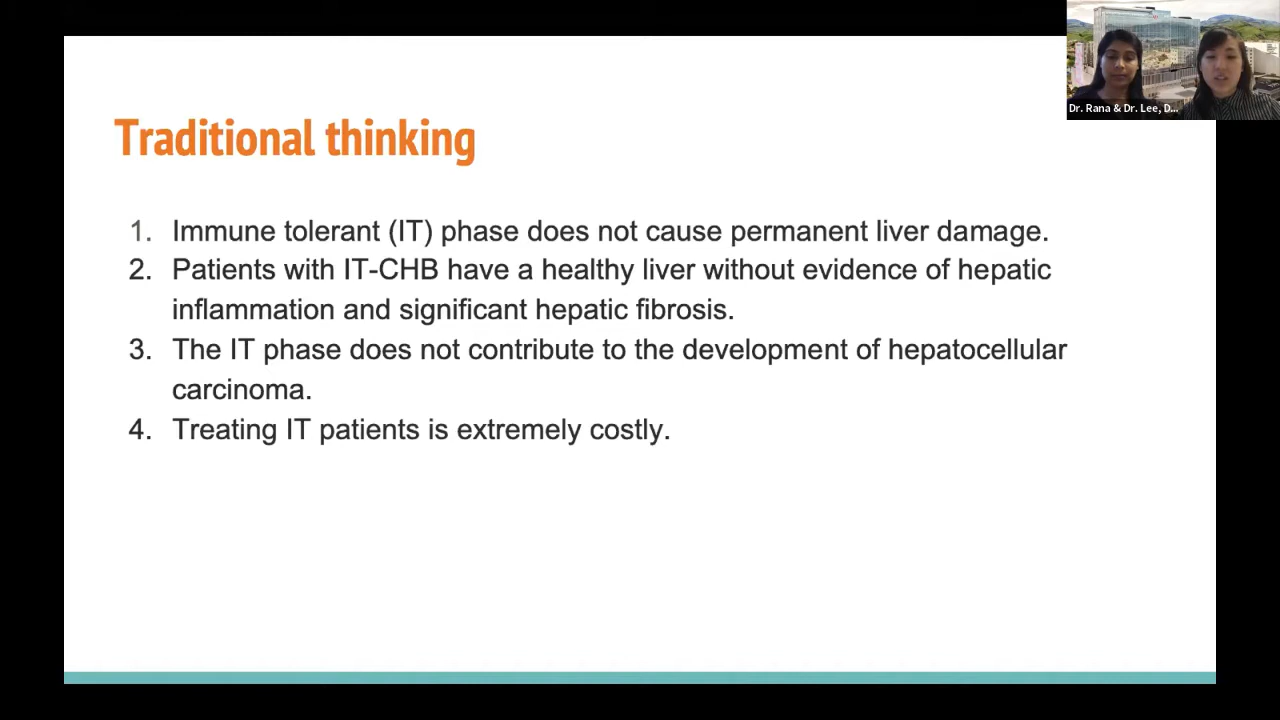 Dr. Rana & Dr. Lee, D...
Traditional thinking
1. Immune tolerant (IT) phase does not cause permanent liver damage.
2. Patients with IT-CHB have a healthy liver without evidence of hepatic
inflammation and significant hepatic fibrosis.
3. The IT phase does not contribute to the development of hepatocellular
carcinoma.
4. Treating IT patients is extremely costly.